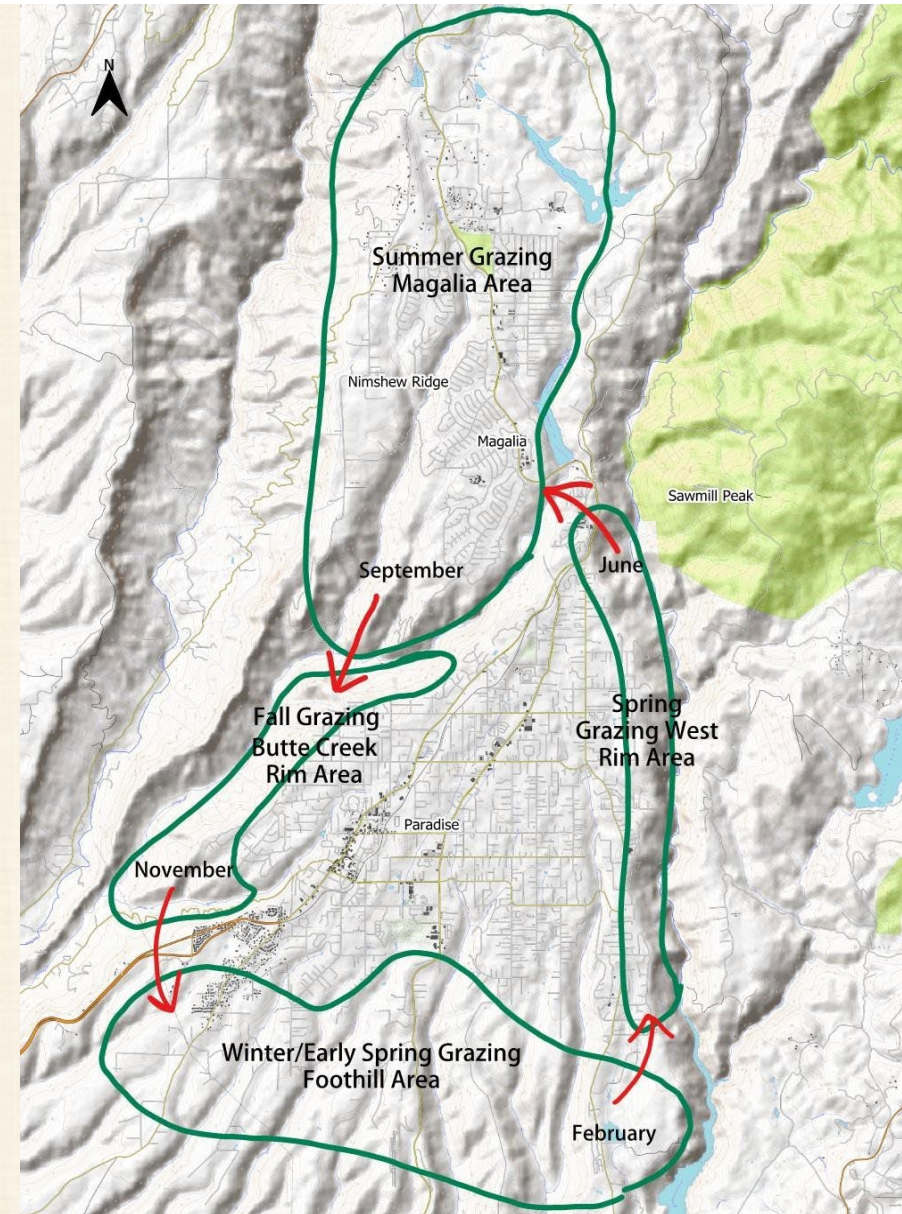 N
Summer Grazing
Magalia Area
Nimshew Ridge
Magalia
Sawmill Peak
June
September
Spring
Grazing West
Rim Area
Fall Grazing
Butte Creek
Rim Area
Paradise
November
Winter/Early Spring Grazing
Foothill Area
February